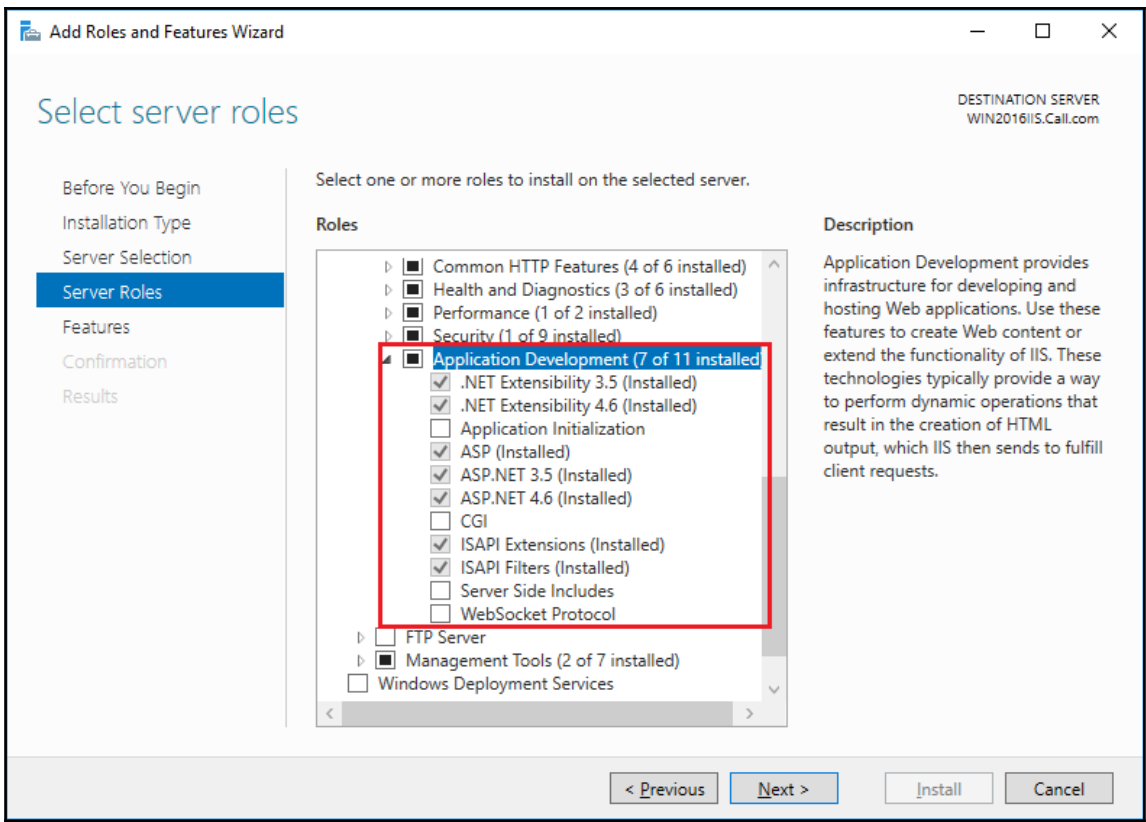 Add Roles and Features Wizard
Select server roles
DESTINATION SERVER
WIN2016IIS.Call.com
Before You Begin
Installation Type
Server Selection
Server Roles
Features
Confirmation
Results
Select one or more roles to install on the selected server.
Roles
Common HTTP Features (4 of 6 installed)
Health and Diagnostics (3 of 6 installed)
Performance (1 of 2 installed)
Security (1 of 9 installed)
Application Development (7 of 11 installed
.NET Extensibility 3.5 (Installed)
.NET Extensibility 4.6 (Installed)
Application Initialization
ASP (Installed)
ASP.NET 3.5 (Installed)
ASP.NET 4.6 (Installed)
CGI
ISAPI Extensions (Installed)
ISAPI Filters (Installed)
Server Side Includes
WebSocket Protocol
FTP Server
Management Tools (2 of 7 installed)
Windows Deployment Services
Description
Application Development provides
infrastructure for developing and
hosting Web applications. Use these
features to create Web content or
extend the functionality of IIS. These
technologies typically provide a way
to perform dynamic operations that
result in the creation of HTML
output, which IIS then sends to fulfill
client requests.
< Previous
Next >
Install
Cancel